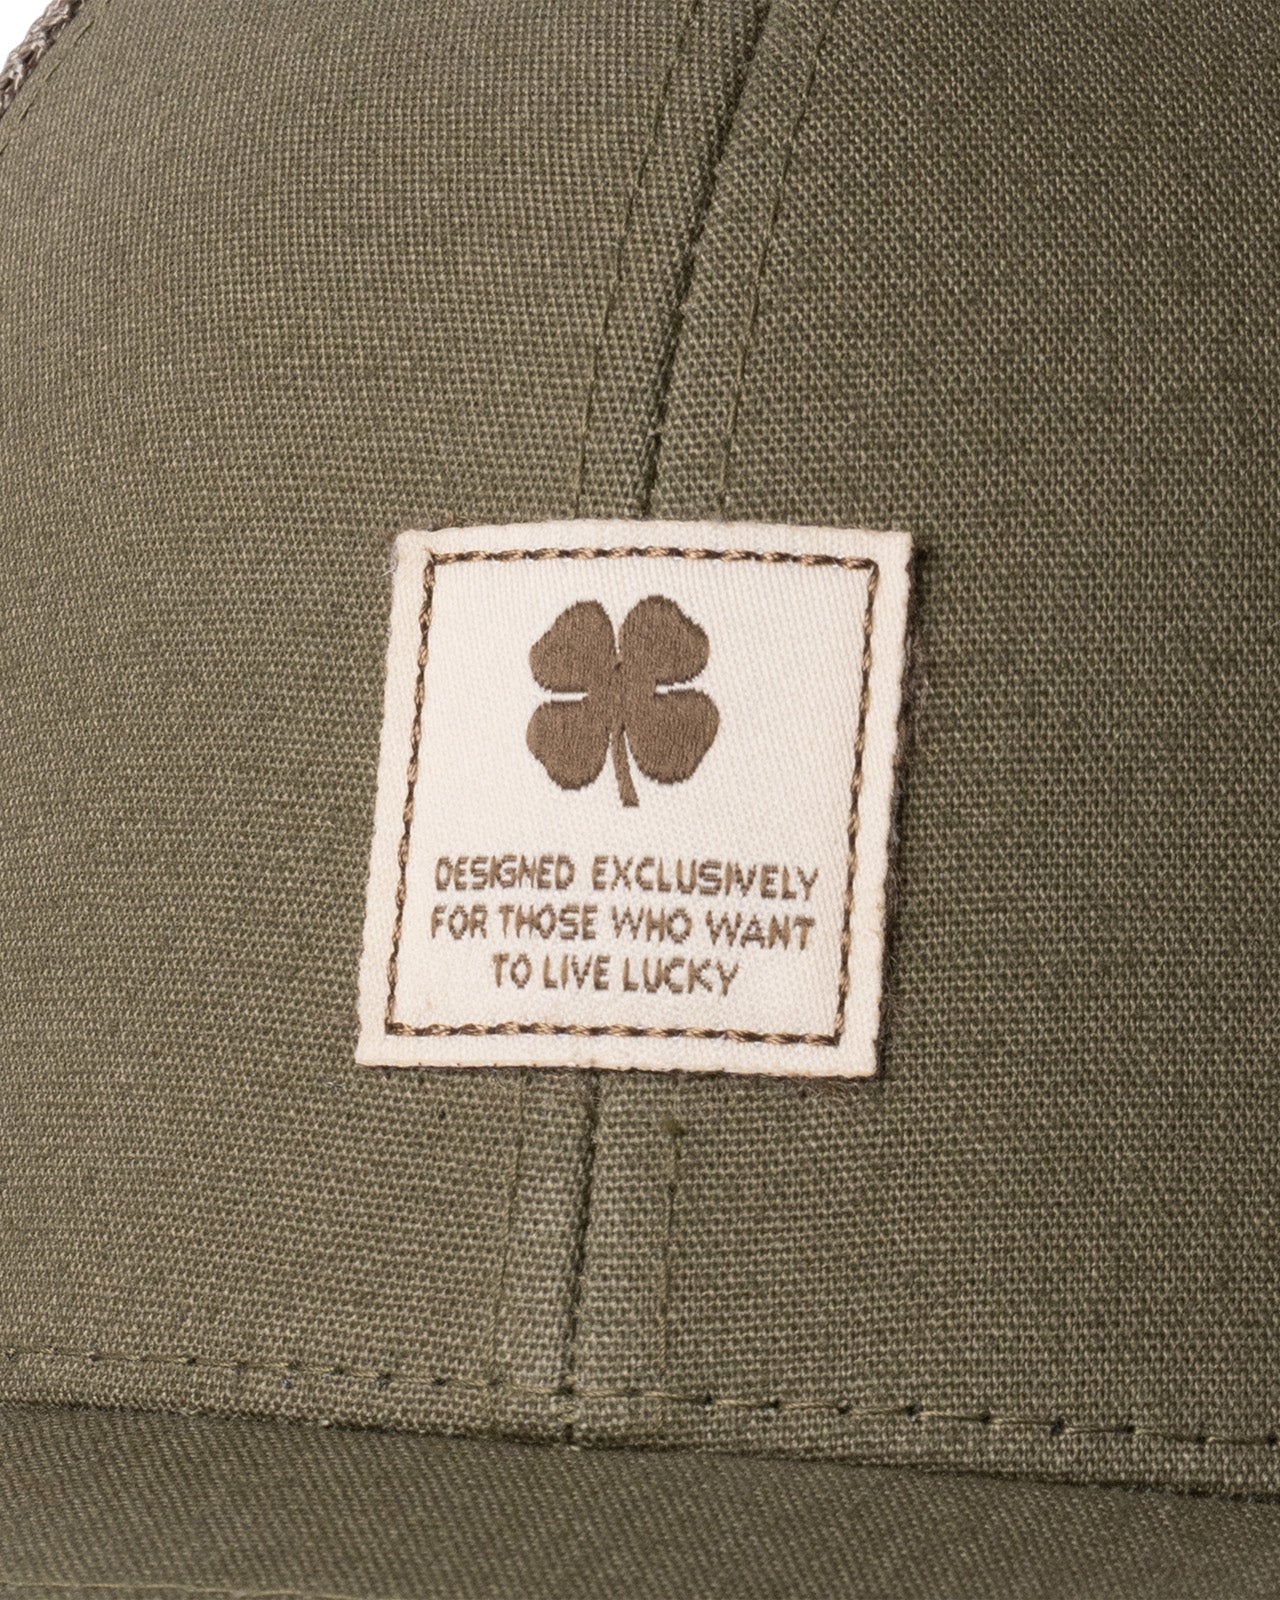 DESIGNED EXCLUSIVELY
FOR THOSE WHO WANT
TO LIVE LUCKY